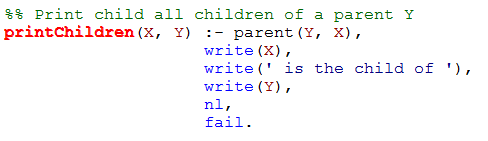 %% Print child all children of a parent Y
printChildren(X, Y) :- parent(Y, X),
write(X),
write(' is the child of '),
write(Y),
nl,
fail.